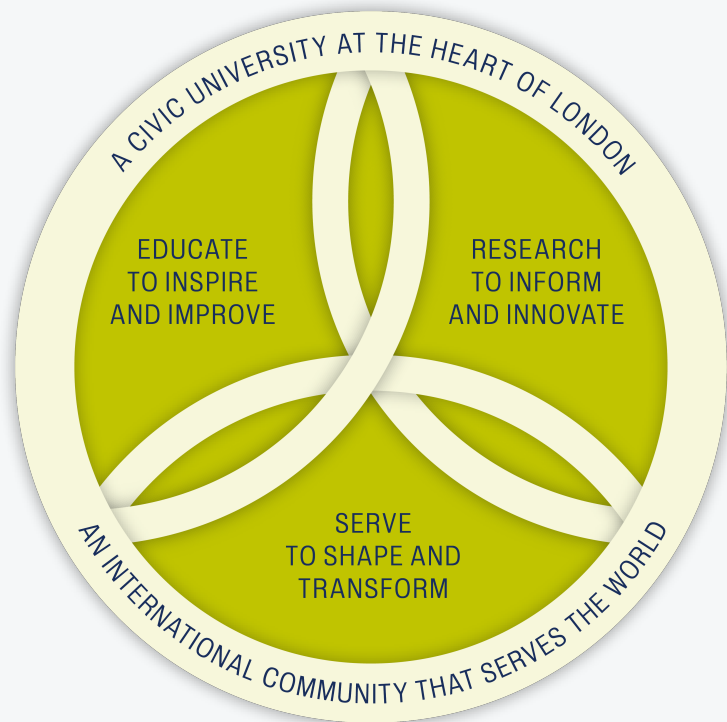 A CIVIC UNIVERSITY AT THE HEART OF LONDON
EDUCATE
TO INSPIRE
AND IMPROVE
RESEARCH
TO INFORM
AND INNOVATE
SERVE
TO SHAPE AND
TRANSFORM
AN INTERNATIONAL COMMUNITY THAT SERVES THE WORLD